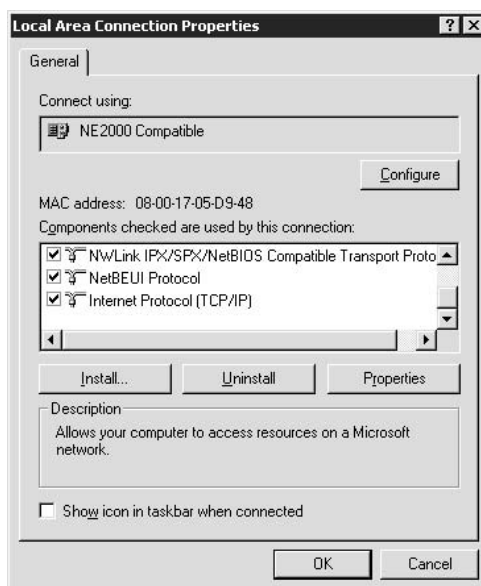 Local Area Connection Properties
General
Connect using:
NE2000 Compatible
Configure
MAC address: 08-00-17-05-D9-48
Components checked are used by this connection:
NWLink IPX/SPX/NetBIOS Compatible Transport Proto
NetBEUI Protocol
Internet Protocol (TCP/IP)
Install... Uninstall Properties
Description
Allows your computer to access resources on a Microsoft
network.
Show icon in taskbar when connected
OK Cancel